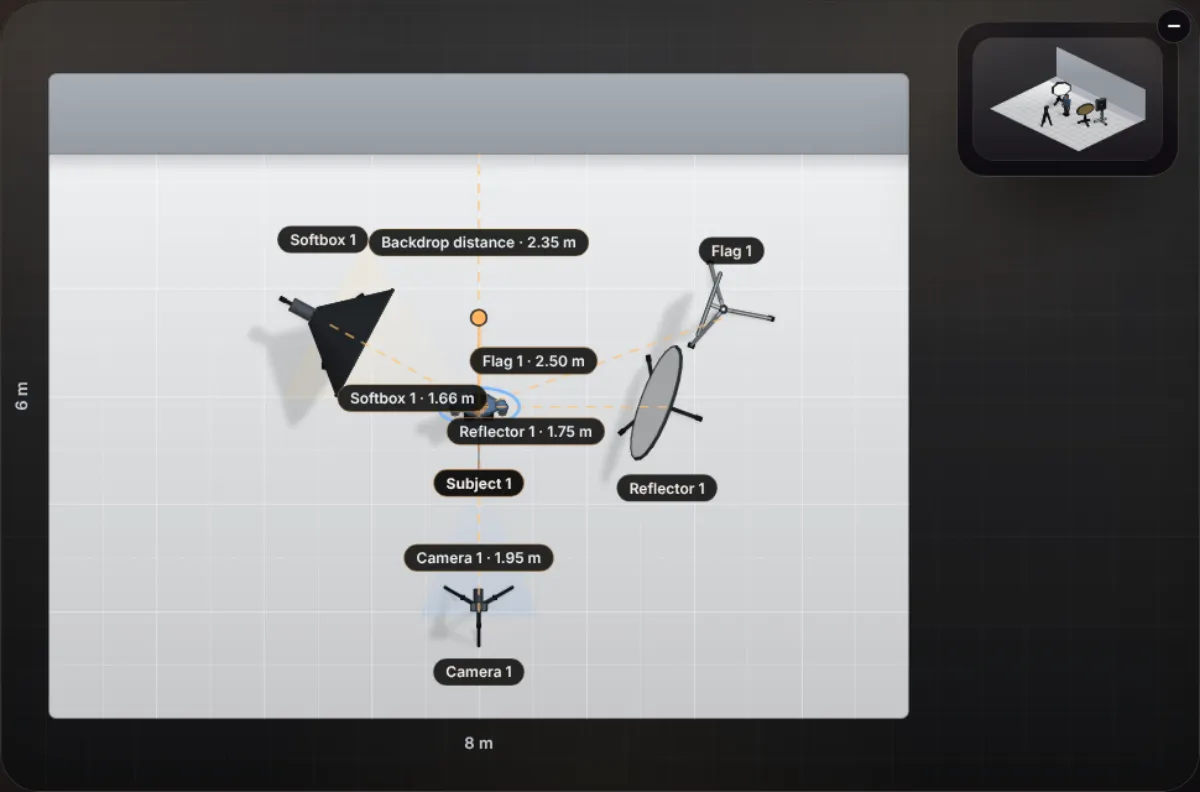 Softbox 1
Backdrop distance · 2.35 m
Flag 1
Flag 1 · 2.50 m
Softbox 1 · 1.66 m
Reflector 1 · 1.75 m
Subject 1
Reflector 1
Camera 1 · 1.95 m
Camera 1
6 m
8 m